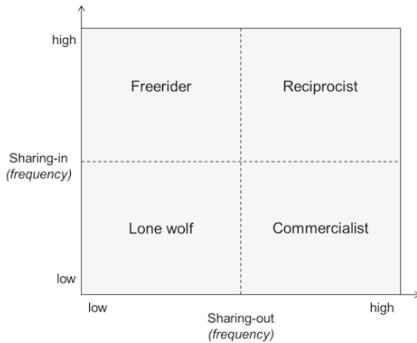 high
Freerider
Reciprocist
Sharing-in
(frequency)
Lone wolf
Commercialist
low
low
high
Sharing-out
(frequency)